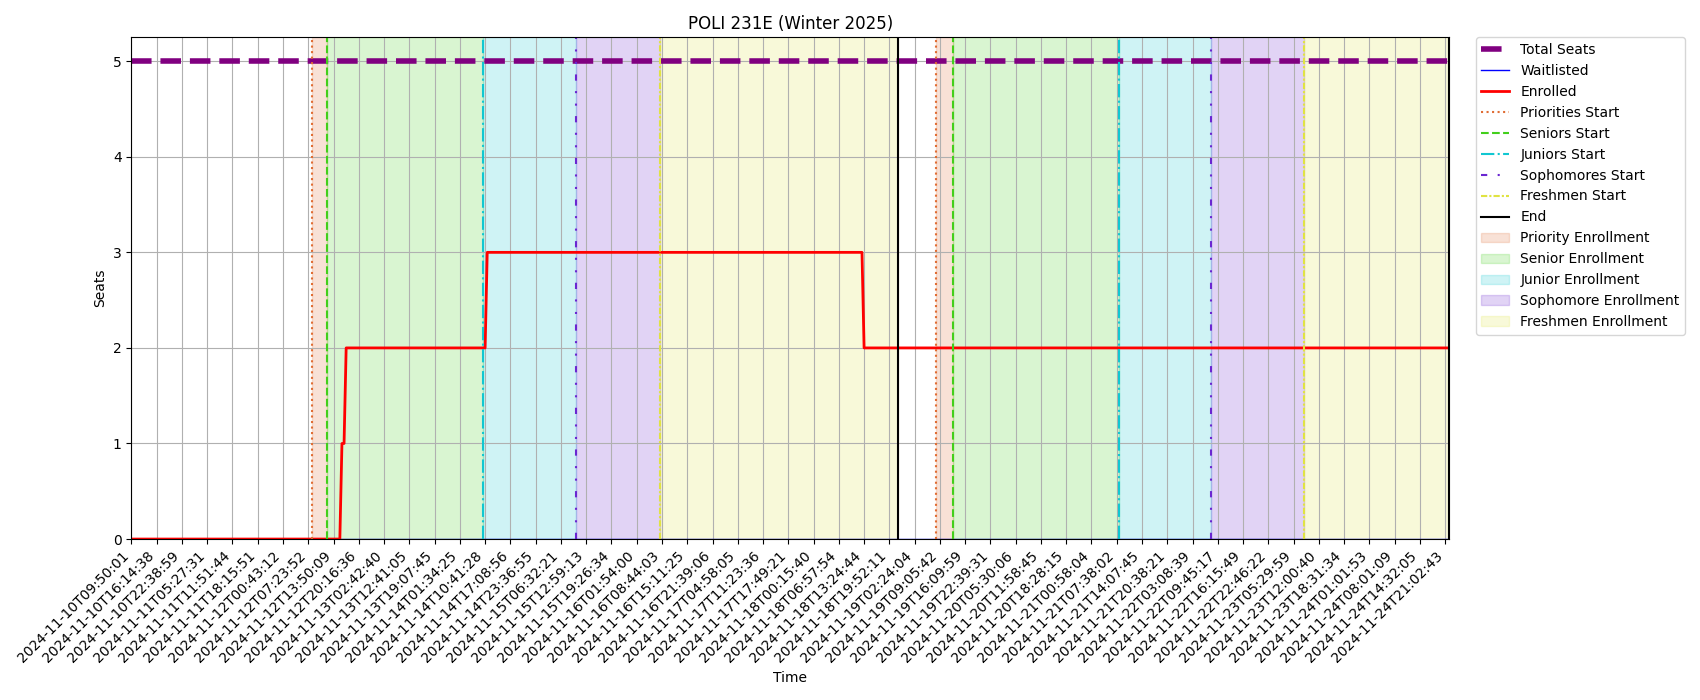 POLI 231E (Winter 2025)
Seats
5
4
3
2
1
0
2024-11-10T09:50:01
2024-11-10T16:14:38
2024-11-10T22:38:59
2024-11-11T05:27:31
2024-11-11T11:51:44
2024-11-11T18:15:51
2024-11-12T00:43:12
2024-11-12T07:23:52
2024-11-12T13:50:09
2024-11-12T20:16:36
2024-11-13T02:42:40
2024-11-13T12:41:05
2024-11-13T19:07:45
2024-11-14T01:34:25
2024-11-14T10:41:28
2024-11-14T17:08:56
2024-11-14T23:36:55
2024-11-15T06:32:21
2024-11-15T12:59:13
2024-11-15T19:26:34
2024-11-16T01:54:00
2024-11-16T08:44:03
2024-11-16T15:11:25
2024-11-16T21:39:06
2024-11-17T04:58:05
2024-11-17T11:23:36
2024-11-17T17:49:21
2024-11-18T00:15:40
2024-11-18T06:57:54
2024-11-18T13:24:44
2024-11-18T19:52:11
2024-11-19T02:24:04
2024-11-19T09:05:42
2024-11-19T16:09:59
2024-11-19T22:39:31
2024-11-20T05:30:06
2024-11-20T11:58:45
2024-11-20T18:28:15
2024-11-21T00:58:04
2024-11-21T07:38:02
2024-11-21T14:07:45
2024-11-21T20:38:21
2024-11-22T03:08:39
2024-11-22T09:45:17
2024-11-22T16:15:49
2024-11-22T22:46:22
2024-11-23T05:29:59
2024-11-23T12:00:40
2024-11-23T18:31:34
2024-11-24T01:01:53
2024-11-24T08:01:09
2024-11-24T14:32:05
2024-11-24T21:02:43
Time
Total Seats
Waitlisted
Enrolled
Priorities Start
Seniors Start
Juniors Start
Sophomores Start
Freshmen Start
End
Priority Enrollment
Senior Enrollment
Junior Enrollment
Sophomore Enrollment
Freshmen Enrollment